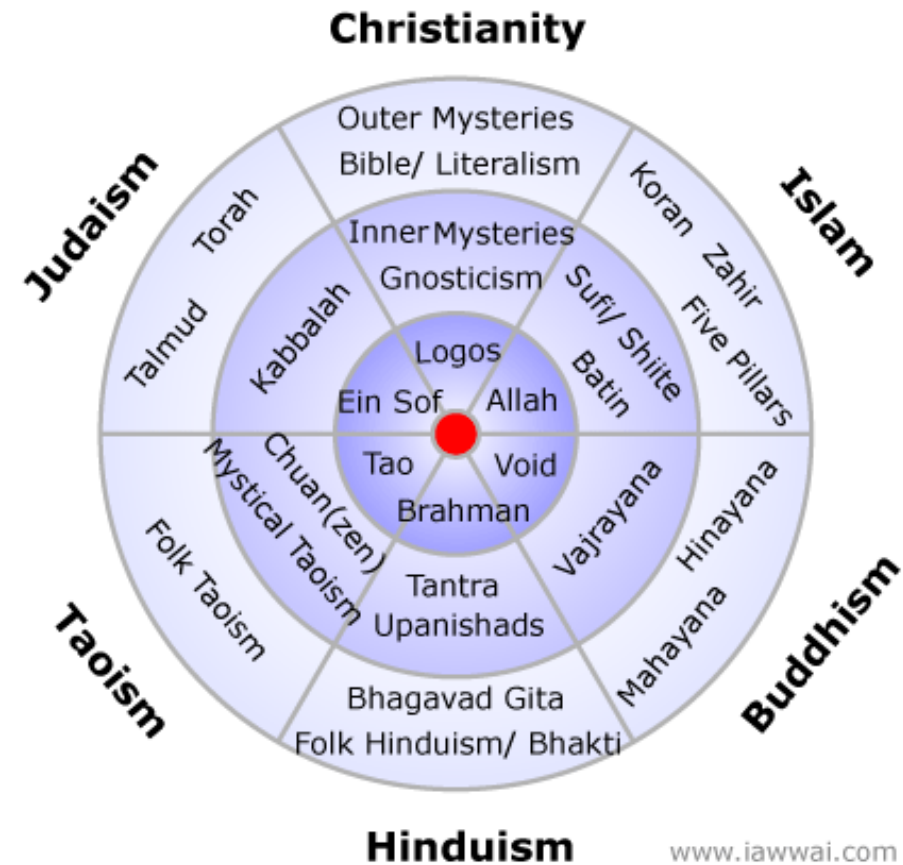 Christianity
Outer Mysteries
Bible/ Literalism
Inner Mysteries
Gnosticism
Logos
Islam
Koran Zahir
Five Pillars
Sufi/ Shiite
Batin
Allah
Buddhism
Hinayana
Mahayana
Vajrayana
Void
Hinduism
Brahman
Tantra
Upanishads
Bhagavad Gita
Folk Hinduism/ Bhakti
Taoism
Folk Taoism
Mystical Taoism
Chuan(zen)
Tao
Judaism
Torah
Talmud
Kabbalah
Ein Sof
www.iawwai.com